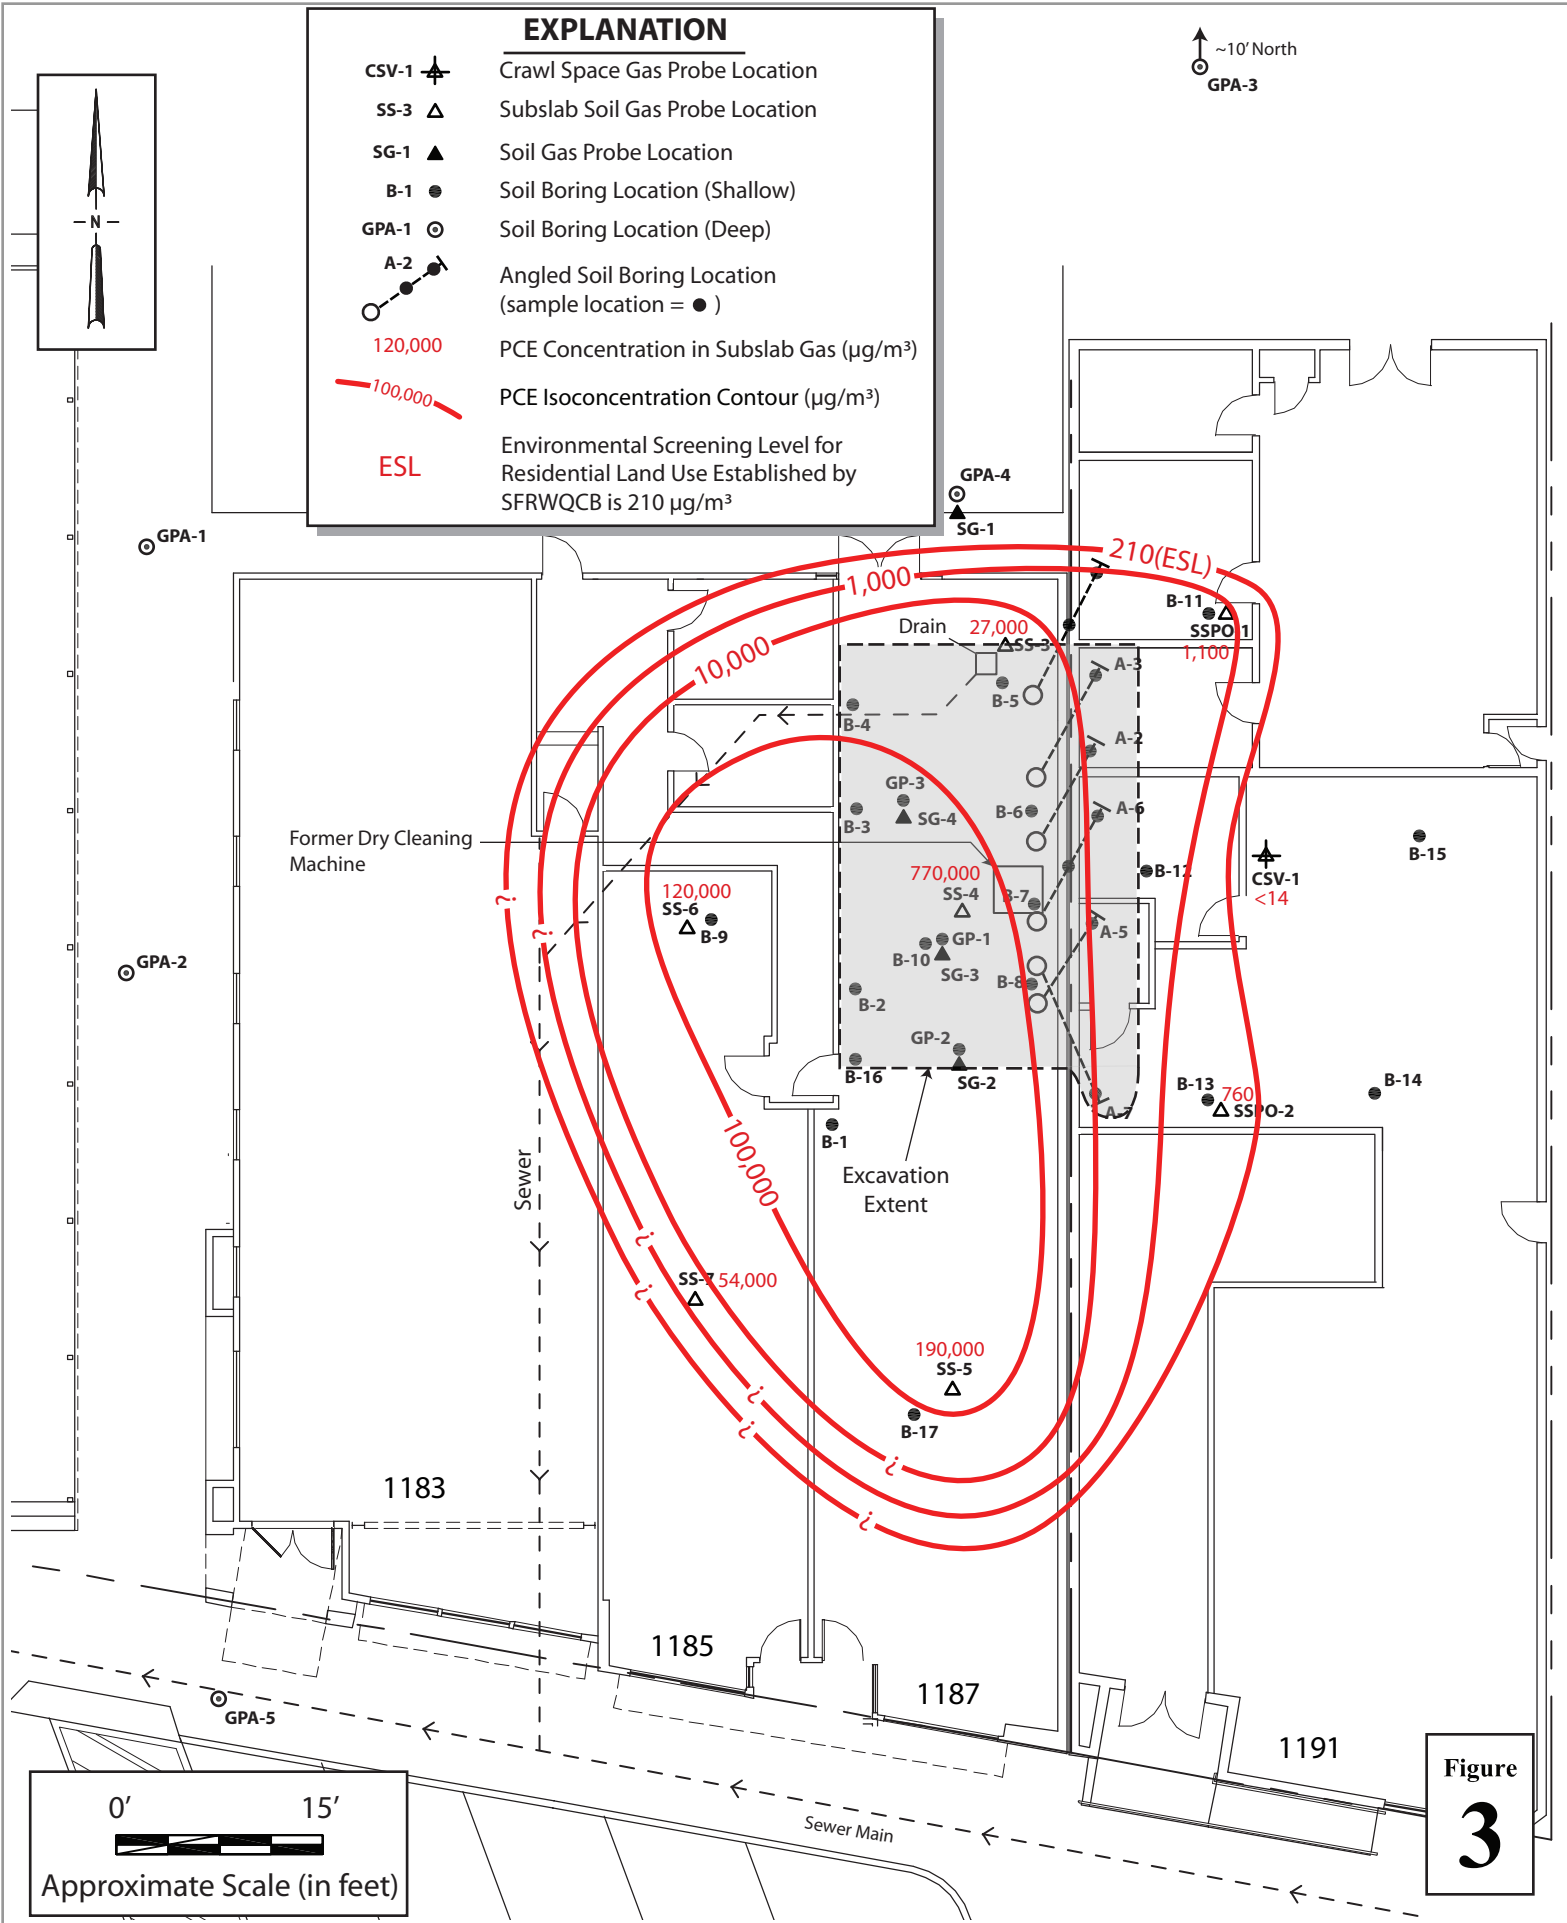 EXPLANATION
CSV-1 Crawl Space Gas Probe Location
SS-3 Subslab Soil Gas Probe Location
SG-1 Soil Gas Probe Location
B-1 Soil Boring Location (Shallow)
GPA-1 Soil Boring Location (Deep)
A-2 Angled Soil Boring Location
(sample location = ● )
120,000 PCE Concentration in Subslab Gas (µg/m³)
100,000 PCE Isoconcentration Contour (µg/m³)
ESL Environmental Screening Level for
Residential Land Use Established by
SFRWQCB is 210 µg/m³
N
~10' North
GPA-3
GPA-4
SG-1
GPA-1
210(ESL)
1,000
B-11
SSPO-1
1,100
Drain
27,000
SS-3
10,000
A-3
B-5
B-4
A-2
GP-3
SG-4
B-3
B-6
A-6
Former Dry Cleaning
Machine
B-15
B-12
CSV-1
<14
770,000
SS-4
B-7
120,000
SS-6
B-9
?
?
A-5
GP-1
B-10
SG-3
GPA-2
B-8
B-2
GP-2
SG-2
B-16
B-14
B-13
760
SSPO-2
A-7
B-1
100,000
Excavation
Extent
Sewer
?
?
SS-7
54,000
190,000
SS-5
?
?
B-17
?
?
1183
1185
1187
1191
GPA-5
Sewer Main
0' 15'
Approximate Scale (in feet)
Figure
3